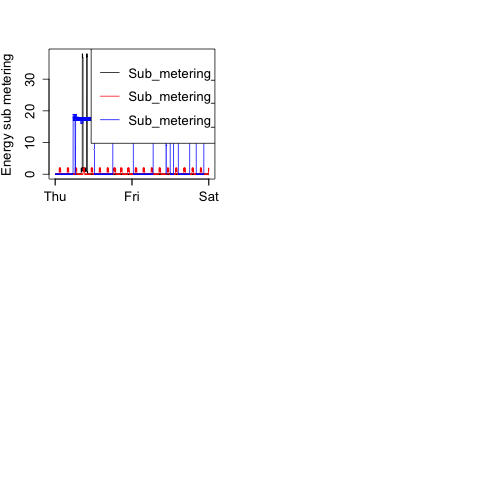 Energy sub metering
30
20
10
0
Sub_metering_
Sub_metering_
Sub_metering_
Thu Fri Sat